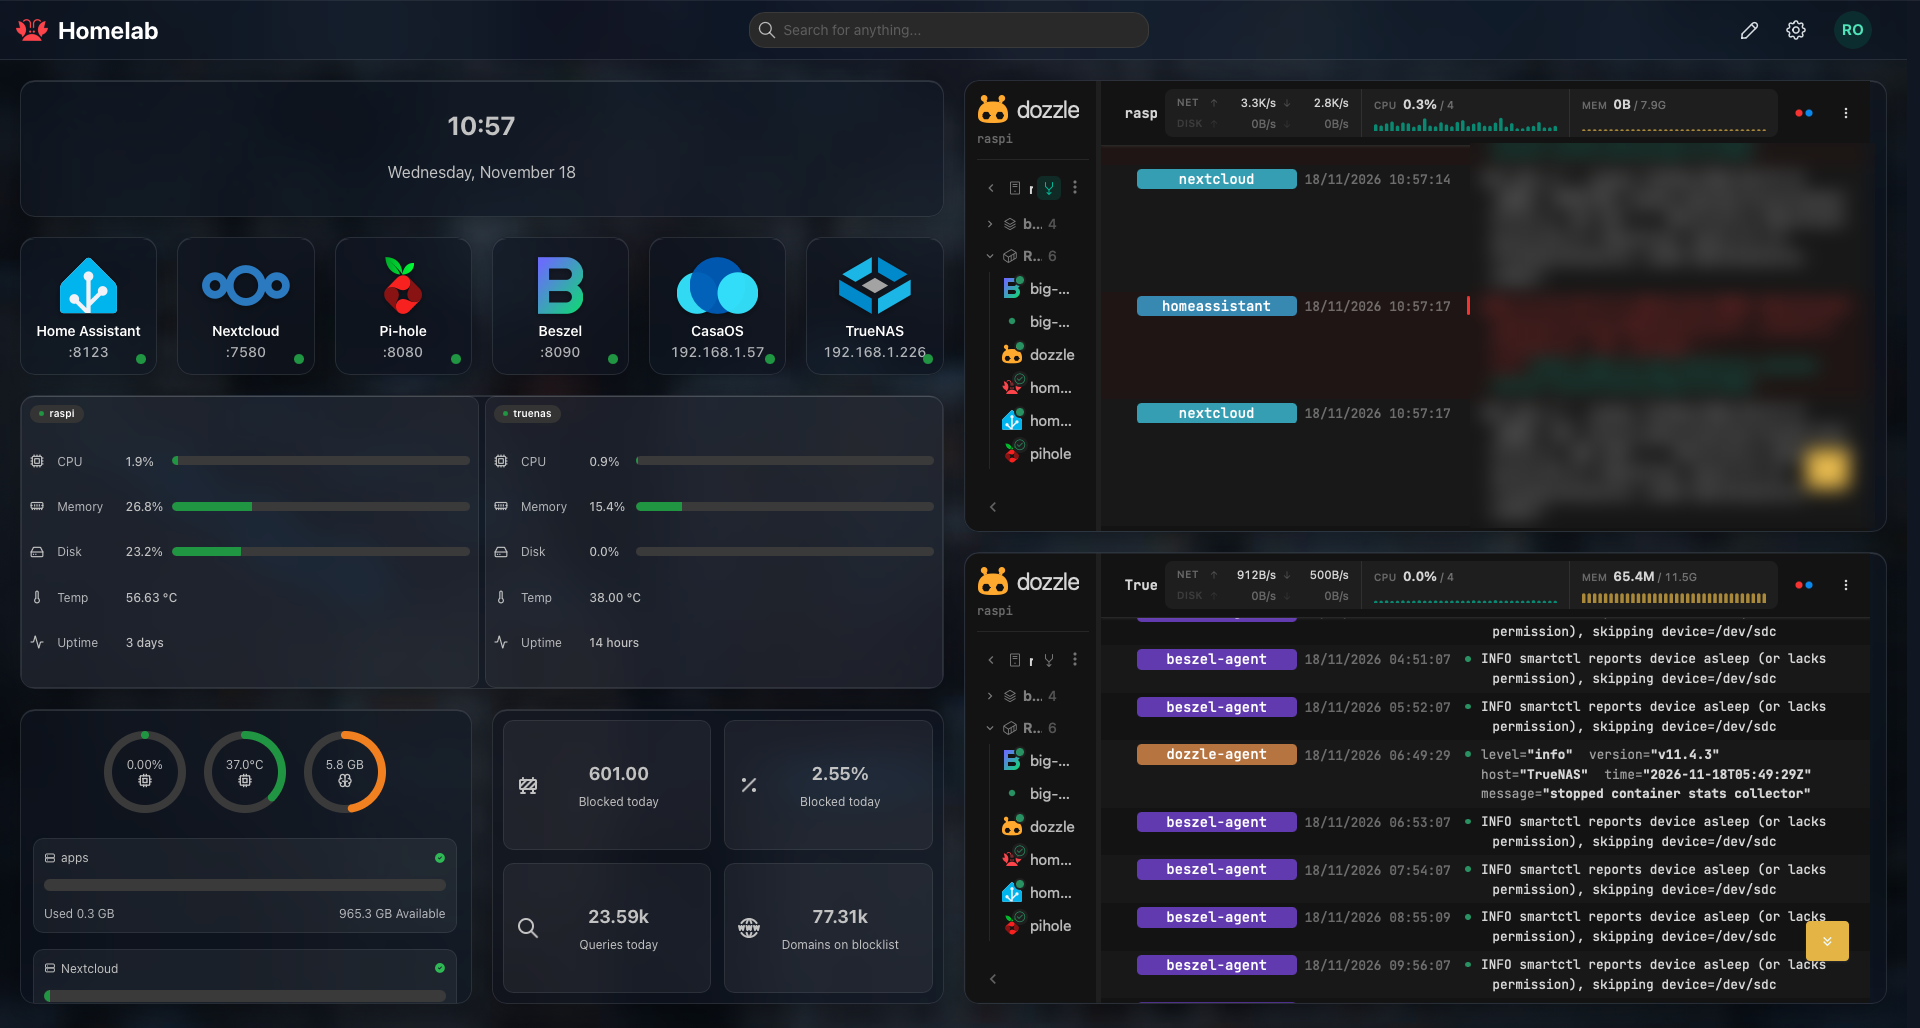 Homelab
Search for anything...
RO
10:57
Wednesday, November 18
Home Assistant
:8123
Nextcloud
:7580
Pi-hole
:8080
Beszel
:8090
CasaOS
192.168.1.57
TrueNAS
192.168.1.226
raspi
CPU 1.9%
Memory 26.8%
Disk 23.2%
Temp 56.63 °C
Uptime 3 days
truenas
CPU 0.9%
Memory 15.4%
Disk 0.0%
Temp 38.00 °C
Uptime 14 hours
0.00%
37.0°C
5.8 GB
apps
Used 0.3 GB 965.3 GB Available
Nextcloud
601.00
Blocked today
2.55%
Blocked today
23.59k
Queries today
77.31k
Domains on blocklist
dozzle
raspi
b... 4
R... 6
big-...
big-...
dozzle
hom...
hom...
pihole
rasp
NET ↑ 3.3K/s ↓ 2.8K/s
DISK ↑ 0B/s ↓ 0B/s
CPU 0.3% / 4
MEM 0B / 7.9G
nextcloud 18/11/2026 10:57:14
homeassistant 18/11/2026 10:57:17
nextcloud 18/11/2026 10:57:17
dozzle
raspi
b... 4
R... 6
big-...
big-...
dozzle
hom...
hom...
pihole
True
NET ↑ 912B/s ↓ 500B/s
DISK ↑ 0B/s ↓ 0B/s
CPU 0.0% / 4
MEM 65.4M / 11.5G
permission), skipping device=/dev/sdc
beszel-agent 18/11/2026 04:51:07 INFO smartctl reports device asleep (or lacks
permission), skipping device=/dev/sdc
beszel-agent 18/11/2026 05:52:07 INFO smartctl reports device asleep (or lacks
permission), skipping device=/dev/sdc
dozzle-agent 18/11/2026 06:49:29 level="info" version="v11.4.3"
host="TrueNAS" time="2026-11-18T05:49:29Z"
message="stopped container stats collector"
beszel-agent 18/11/2026 06:53:07 INFO smartctl reports device asleep (or lacks
permission), skipping device=/dev/sdc
beszel-agent 18/11/2026 07:54:07 INFO smartctl reports device asleep (or lacks
permission), skipping device=/dev/sdc
beszel-agent 18/11/2026 08:55:09 INFO smartctl reports device asleep (or lacks
permission), skipping device=/dev/sdc
beszel-agent 18/11/2026 09:56:07 INFO smartctl reports device asleep (or lacks
permission), skipping device=/dev/sdc